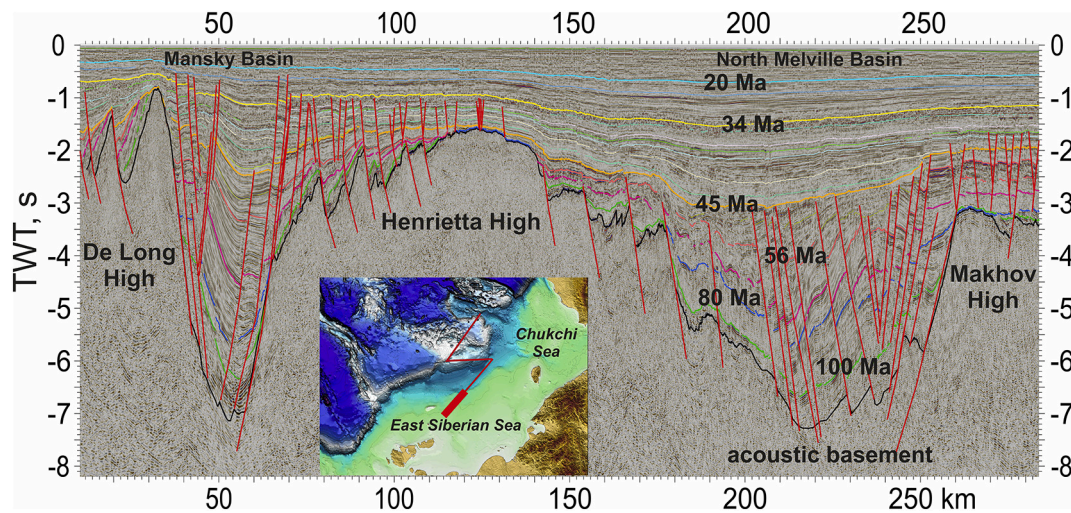 50 100 150 200 250
0 0
Mansky Basin North Melville Basin
20 Ma
-1 -1
34 Ma
-2 -2
-3 -3
45 Ma
Henrietta High
TWT, s
De Long
High
-4 -4
56 Ma
Makhov
High
80 Ma
-5 -5
Chukchi
Sea
-6 -6
100 Ma
East Siberian Sea
-7 -7
acoustic basement
-8 -8
50 100 150 200 250 km